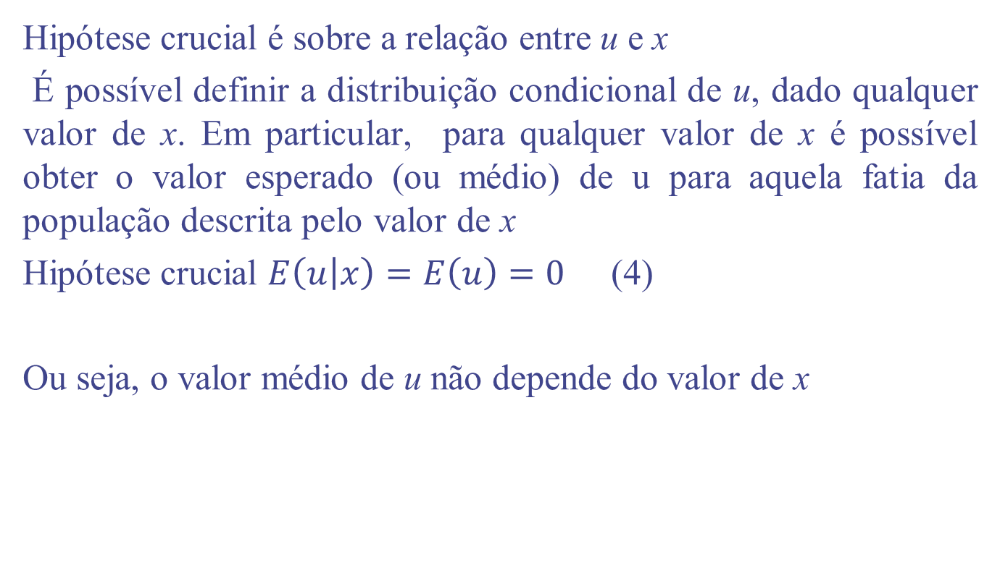 Hipótese crucial é sobre a relação entre u e x
É possível definir a distribuição condicional de u, dado qualquer
valor de x. Em particular, para qualquer valor de x é possível
obter o valor esperado (ou médio) de u para aquela fatia da
população descrita pelo valor de x
Hipótese crucial E(u|x) = E(u) = 0 (4)
Ou seja, o valor médio de u não depende do valor de x